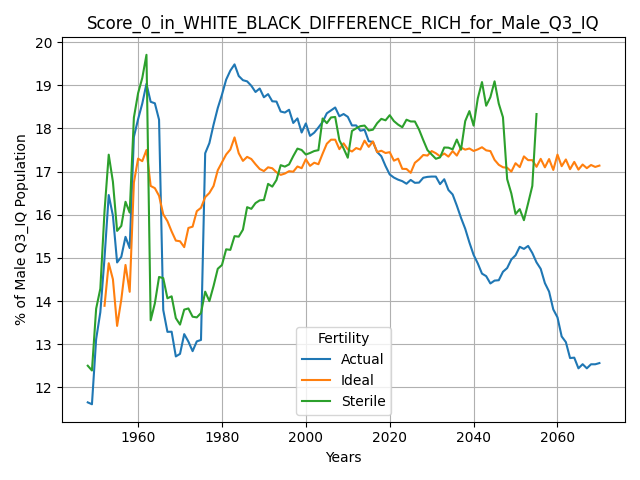 Score_0_in_WHITE_BLACK_DIFFERENCE_RICH_for_Male_Q3_IQ
% of Male Q3_IQ Population
20
19
18
17
16
15
14
13
12
Fertility
Actual
Ideal
Sterile
1960 1980 2000 2020 2040 2060
Years